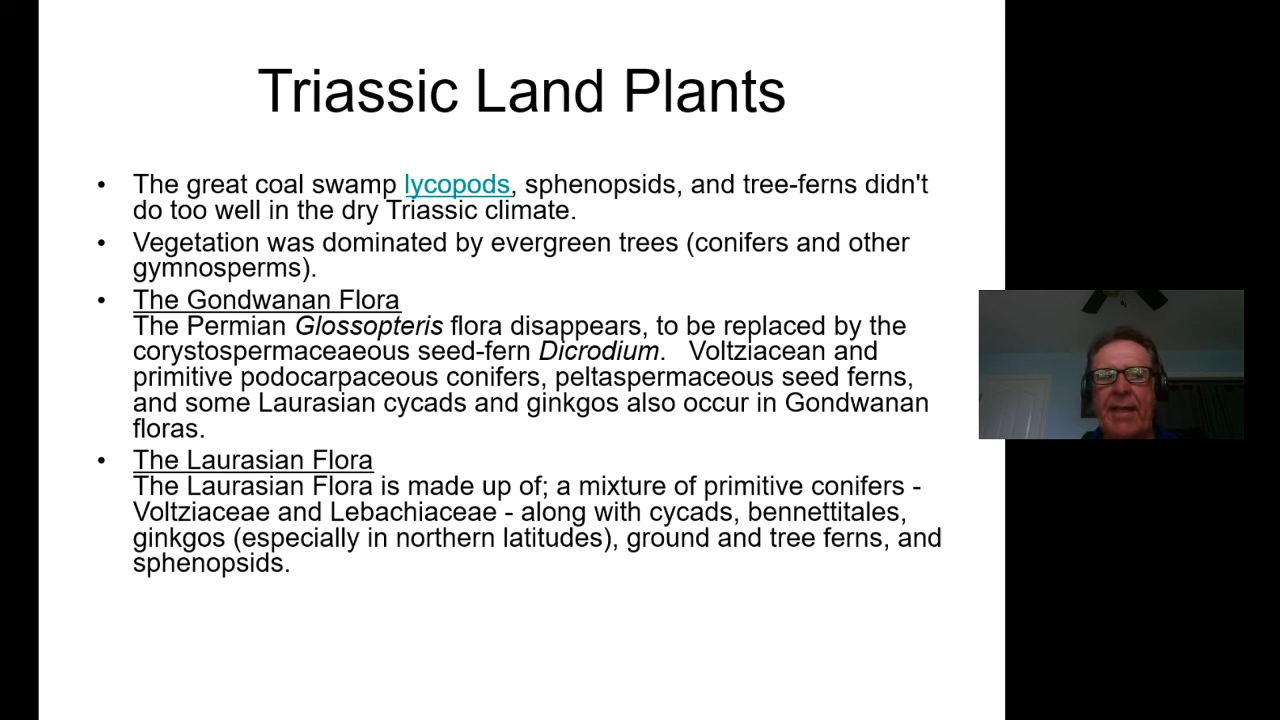 Triassic Land Plants
• The great coal swamp lycopods, sphenopsids, and tree-ferns didn't
do too well in the dry Triassic climate.
• Vegetation was dominated by evergreen trees (conifers and other
gymnosperms).
• The Gondwanan Flora
The Permian Glossopteris flora disappears, to be replaced by the
corystospermaceaeous seed-fern Dicrodium. Voltziacean and
primitive podocarpaceous conifers, peltaspermaceous seed ferns,
and some Laurasian cycads and ginkgos also occur in Gondwanan
floras.
• The Laurasian Flora
The Laurasian Flora is made up of; a mixture of primitive conifers -
Voltziaceae and Lebachiaceae - along with cycads, bennettitales,
ginkgos (especially in northern latitudes), ground and tree ferns, and
sphenopsids.